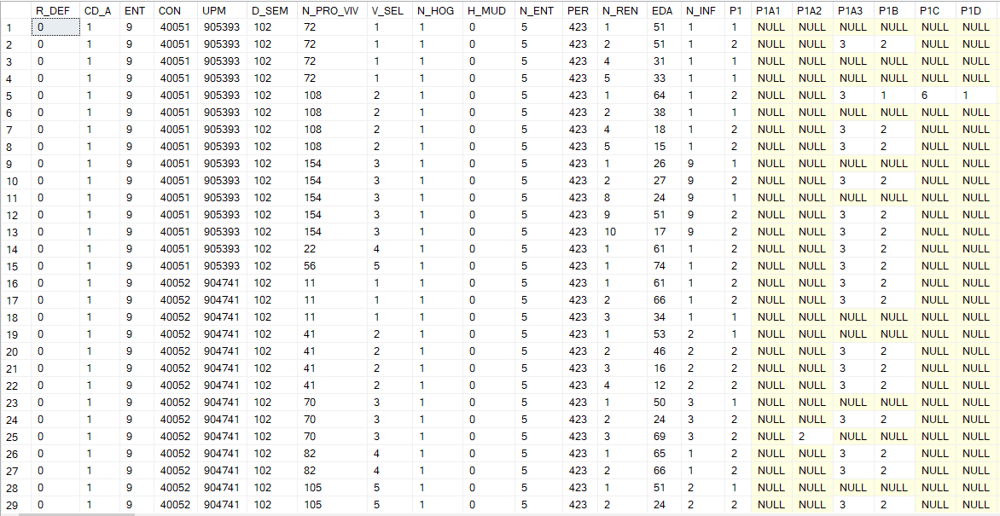 R_DEF CD_A ENT CON UPM D_SEM N_PRO_VIV V_SEL N_HOG H_MUD N_ENT PER N_REN EDA N_INF P1 P1A1 P1A2 P1A3 P1B P1C P1D
1 0 1 9 40051 905393 102 72 1 1 0 5 423 1 51 1 1 NULL NULL NULL NULL NULL NULL
2 0 1 9 40051 905393 102 72 1 1 0 5 423 2 51 1 2 NULL NULL 3 2 NULL NULL
3 0 1 9 40051 905393 102 72 1 1 0 5 423 4 31 1 1 NULL NULL NULL NULL NULL NULL
4 0 1 9 40051 905393 102 72 1 1 0 5 423 5 33 1 1 NULL NULL NULL NULL NULL NULL
5 0 1 9 40051 905393 102 108 2 1 0 5 423 1 64 1 2 NULL NULL 3 1 6 1
6 0 1 9 40051 905393 102 108 2 1 0 5 423 2 38 1 1 NULL NULL NULL NULL NULL NULL
7 0 1 9 40051 905393 102 108 2 1 0 5 423 4 18 1 2 NULL NULL 3 2 NULL NULL
8 0 1 9 40051 905393 102 108 2 1 0 5 423 5 15 1 2 NULL NULL 3 2 NULL NULL
9 0 1 9 40051 905393 102 154 3 1 0 5 423 1 26 9 1 NULL NULL NULL NULL NULL NULL
10 0 1 9 40051 905393 102 154 3 1 0 5 423 2 27 9 2 NULL NULL 3 2 NULL NULL
11 0 1 9 40051 905393 102 154 3 1 0 5 423 8 24 9 1 NULL NULL NULL NULL NULL NULL
12 0 1 9 40051 905393 102 154 3 1 0 5 423 9 51 9 2 NULL NULL 3 2 NULL NULL
13 0 1 9 40051 905393 102 154 3 1 0 5 423 10 17 9 2 NULL NULL 3 2 NULL NULL
14 0 1 9 40051 905393 102 22 4 1 0 5 423 1 61 1 2 NULL NULL 3 2 NULL NULL
15 0 1 9 40051 905393 102 56 5 1 0 5 423 1 74 1 2 NULL NULL 3 2 NULL NULL
16 0 1 9 40052 904741 102 11 1 1 0 5 423 1 61 1 2 NULL NULL 3 2 NULL NULL
17 0 1 9 40052 904741 102 11 1 1 0 5 423 2 66 1 2 NULL NULL 3 2 NULL NULL
18 0 1 9 40052 904741 102 11 1 1 0 5 423 3 34 1 1 NULL NULL NULL NULL NULL NULL
19 0 1 9 40052 904741 102 41 2 1 0 5 423 1 53 2 1 NULL NULL NULL NULL NULL NULL
20 0 1 9 40052 904741 102 41 2 1 0 5 423 2 46 2 2 NULL NULL 3 2 NULL NULL
21 0 1 9 40052 904741 102 41 2 1 0 5 423 3 16 2 2 NULL NULL 3 2 NULL NULL
22 0 1 9 40052 904741 102 41 2 1 0 5 423 4 12 2 2 NULL NULL 3 2 NULL NULL
23 0 1 9 40052 904741 102 70 3 1 0 5 423 1 50 3 1 NULL NULL NULL NULL NULL NULL
24 0 1 9 40052 904741 102 70 3 1 0 5 423 2 24 3 2 NULL NULL 3 2 NULL NULL
25 0 1 9 40052 904741 102 70 3 1 0 5 423 3 69 3 2 NULL 2 NULL NULL NULL NULL
26 0 1 9 40052 904741 102 82 4 1 0 5 423 1 65 1 2 NULL NULL 3 2 NULL NULL
27 0 1 9 40052 904741 102 82 4 1 0 5 423 2 66 1 2 NULL NULL 3 2 NULL NULL
28 0 1 9 40052 904741 102 105 5 1 0 5 423 1 51 2 1 NULL NULL NULL NULL NULL NULL
29 0 1 9 40052 904741 102 105 5 1 0 5 423 2 24 2 2 NULL NULL 3 2 NULL NULL